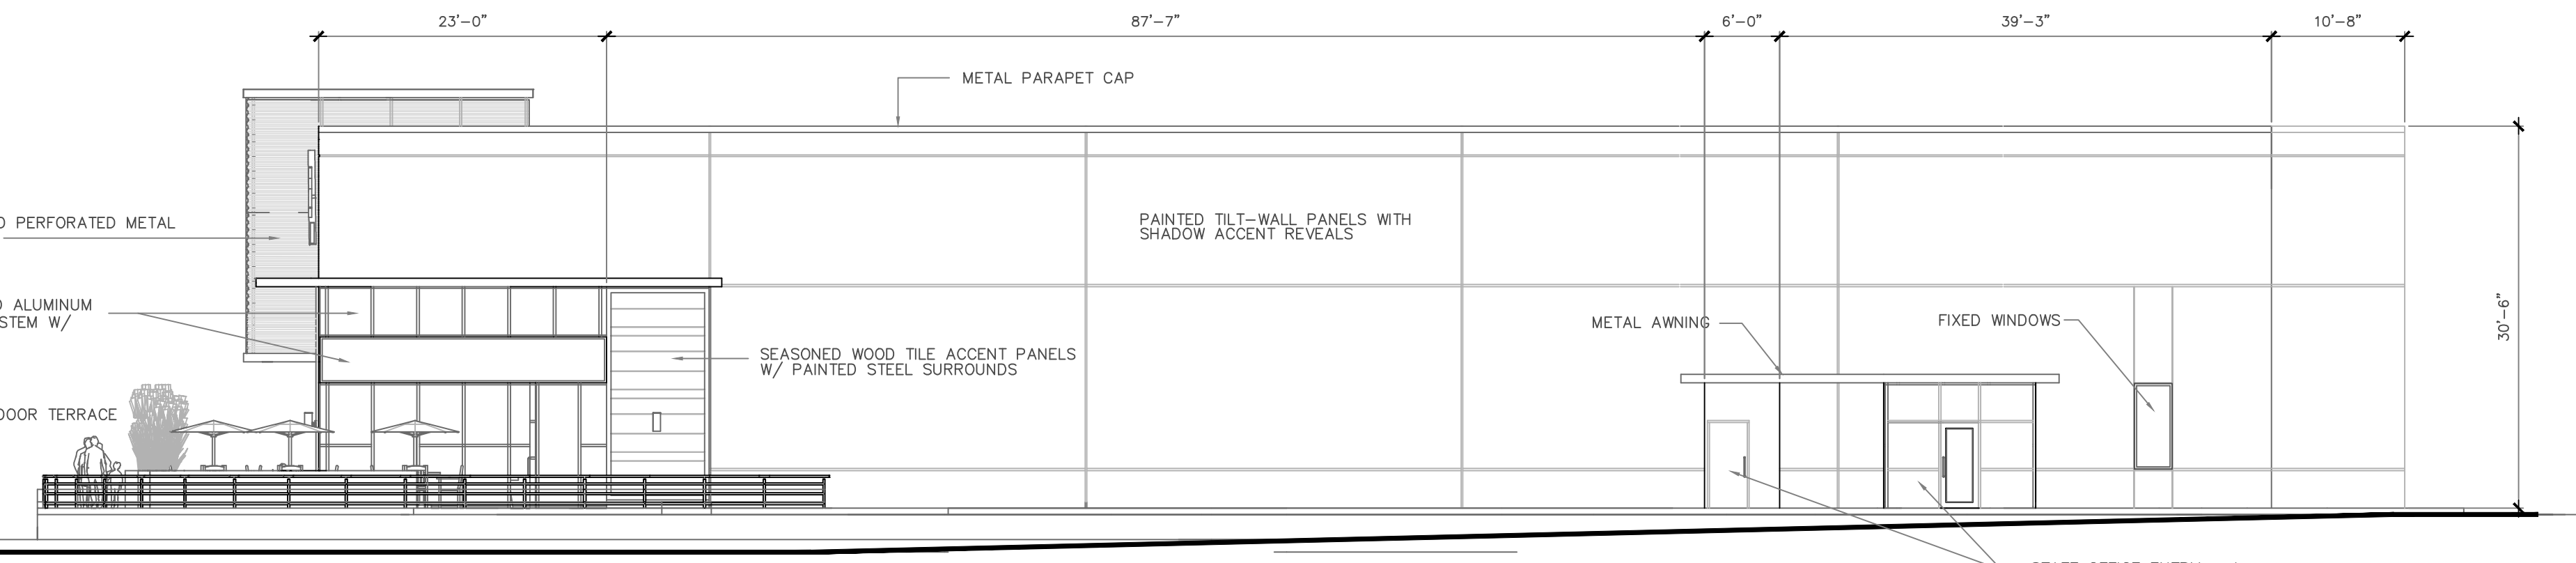 23'-0"
87'-7"
6'-0"
39'-3"
10'-8"
METAL PARAPET CAP
PERFORATED METAL
PAINTED TILT-WALL PANELS WITH
SHADOW ACCENT REVEALS
30'-6"
ALUMINUM
W/
METAL AWNING
FIXED WINDOWS
SEASONED WOOD TILE ACCENT PANELS
W/ PAINTED STEEL SURROUNDS
TERRACE